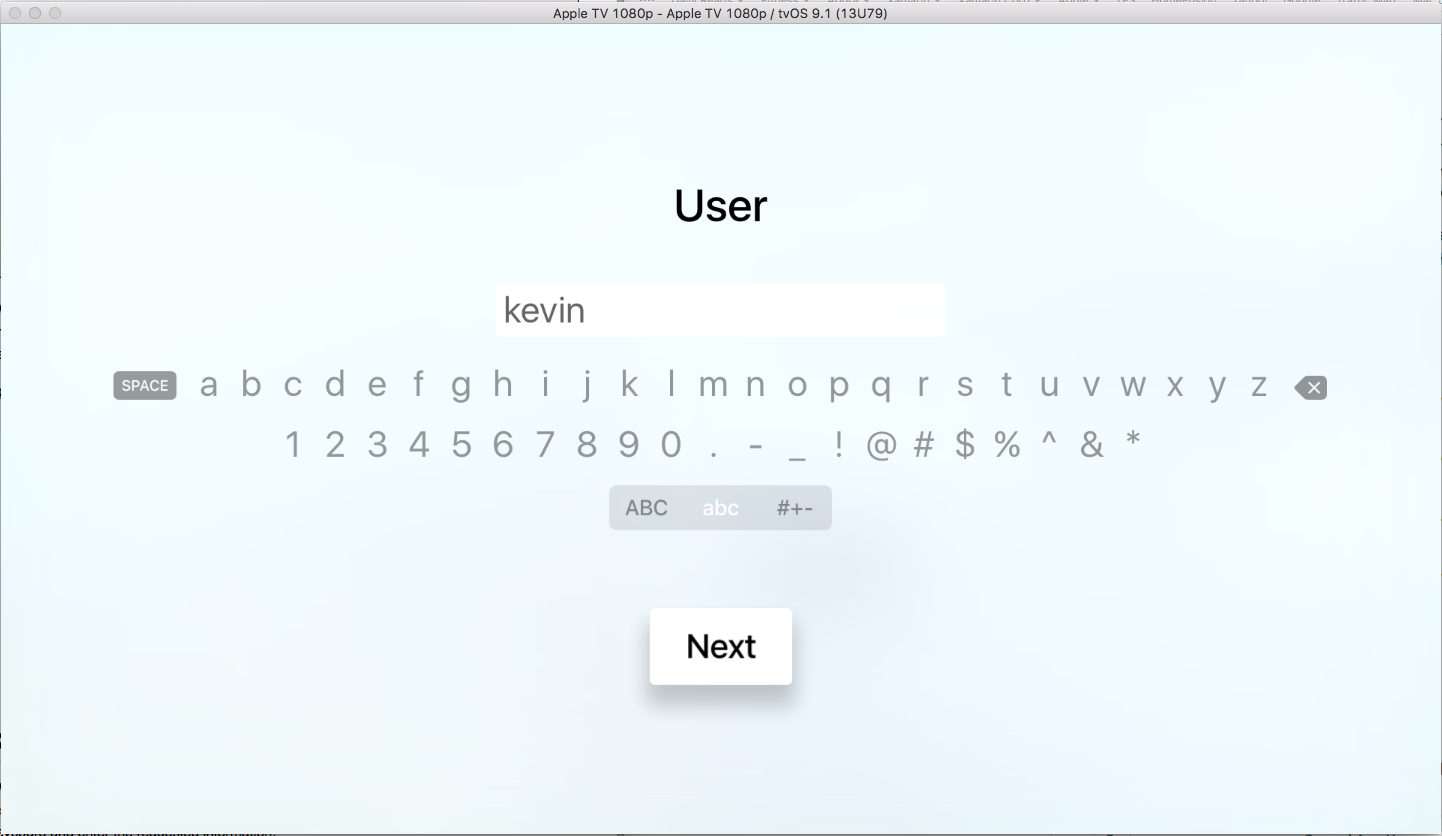 Apple TV 1080p - Apple TV 1080p / tvOS 9.1 (13U79)
User
kevin
SPACE a b c d e f g h i j k l m n o p q r s t u v w x y z
1 2 3 4 5 6 7 8 9 0 . - _ ! @ # $ % ^ & *
ABC abc #+-
Next